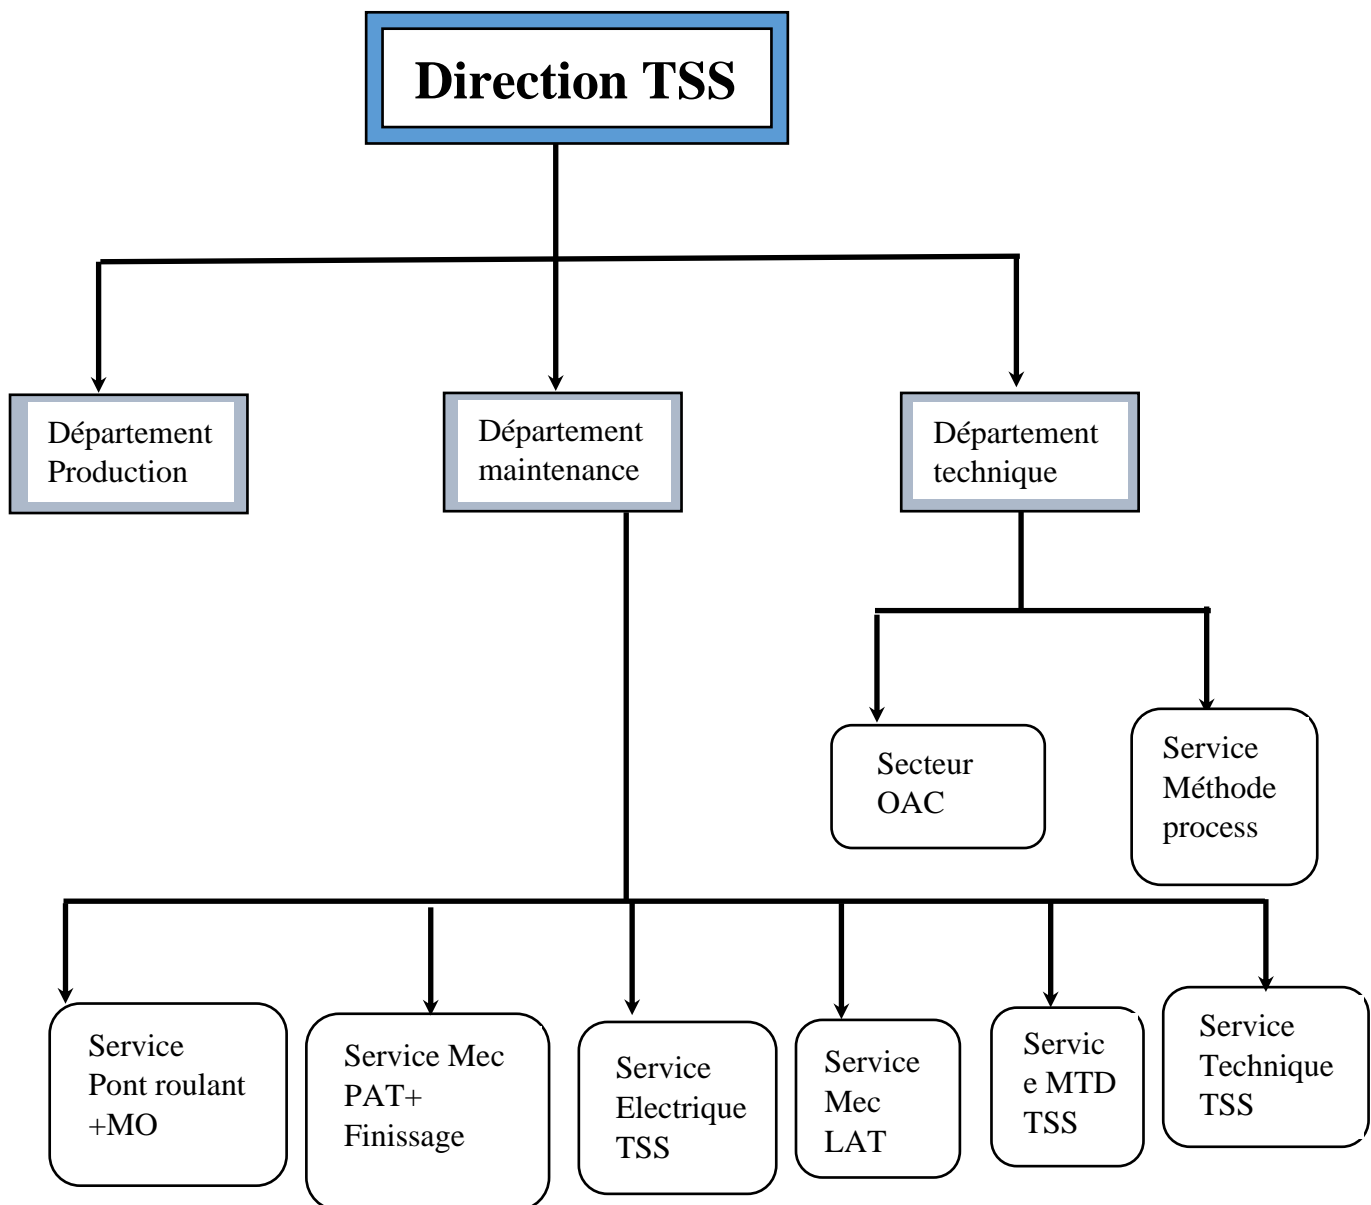 Direction TSS
Département
Production
Département
maintenance
Département
technique
Secteur
OAC
Service
Méthode
process
Service
Pont roulant
+MO
Service Mec
PAT+
Finissage
Service
Electrique
TSS
Service
Mec
LAT
Servic
e MTD
TSS
Service
Technique
TSS